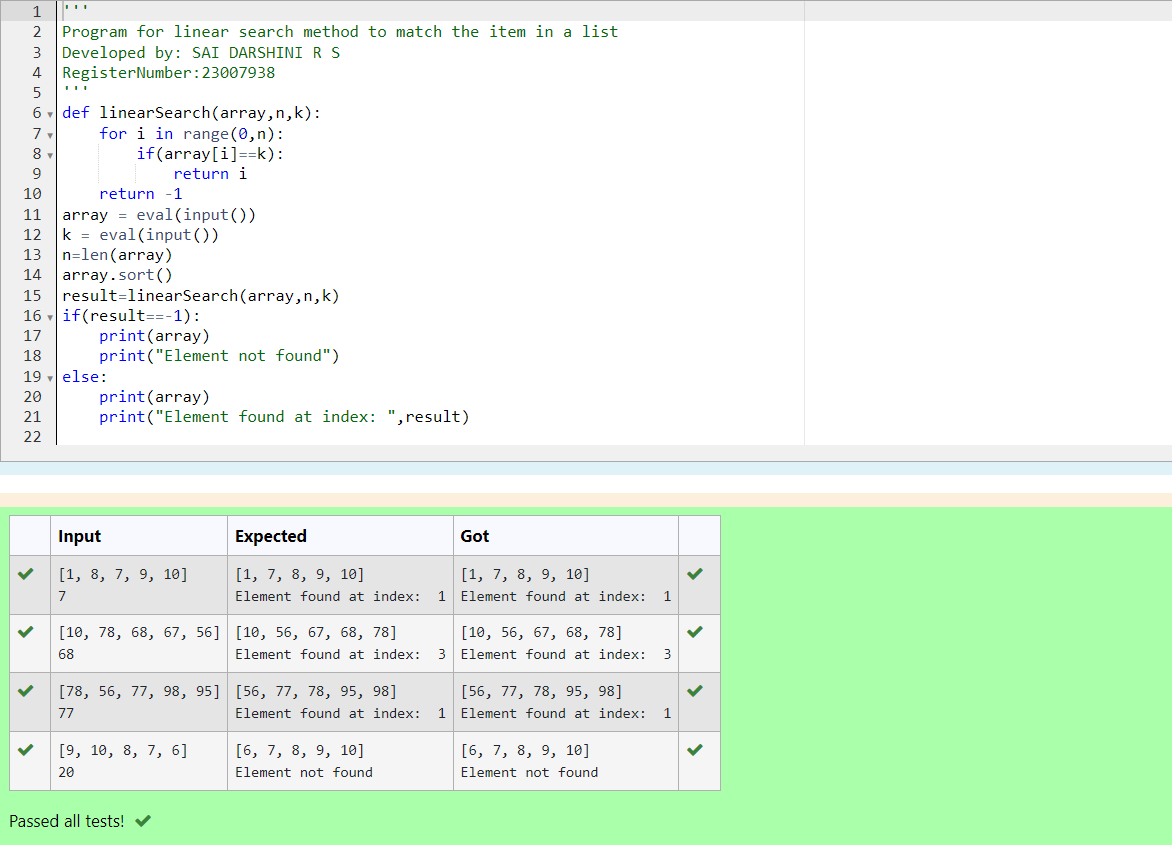 1 '''
2 Program for linear search method to match the item in a list
3 Developed by: SAI DARSHINI R S
4 RegisterNumber:23007938
5 '''
6 def linearSearch(array,n,k):
7     for i in range(0,n):
8         if(array[i]==k):
9             return i
10     return -1
11 array = eval(input())
12 k = eval(input())
13 n=len(array)
14 array.sort()
15 result=linearSearch(array,n,k)
16 if(result==-1):
17     print(array)
18     print("Element not found")
19 else:
20     print(array)
21     print("Element found at index: ",result)
22
Input Expected Got
[1, 8, 7, 9, 10] [1, 7, 8, 9, 10] [1, 7, 8, 9, 10]
7 Element found at index:  1 Element found at index:  1
[10, 78, 68, 67, 56] [10, 56, 67, 68, 78] [10, 56, 67, 68, 78]
68 Element found at index:  3 Element found at index:  3
[78, 56, 77, 98, 95] [56, 77, 78, 95, 98] [56, 77, 78, 95, 98]
77 Element found at index:  1 Element found at index:  1
[9, 10, 8, 7, 6] [6, 7, 8, 9, 10] [6, 7, 8, 9, 10]
20 Element not found Element not found
Passed all tests!